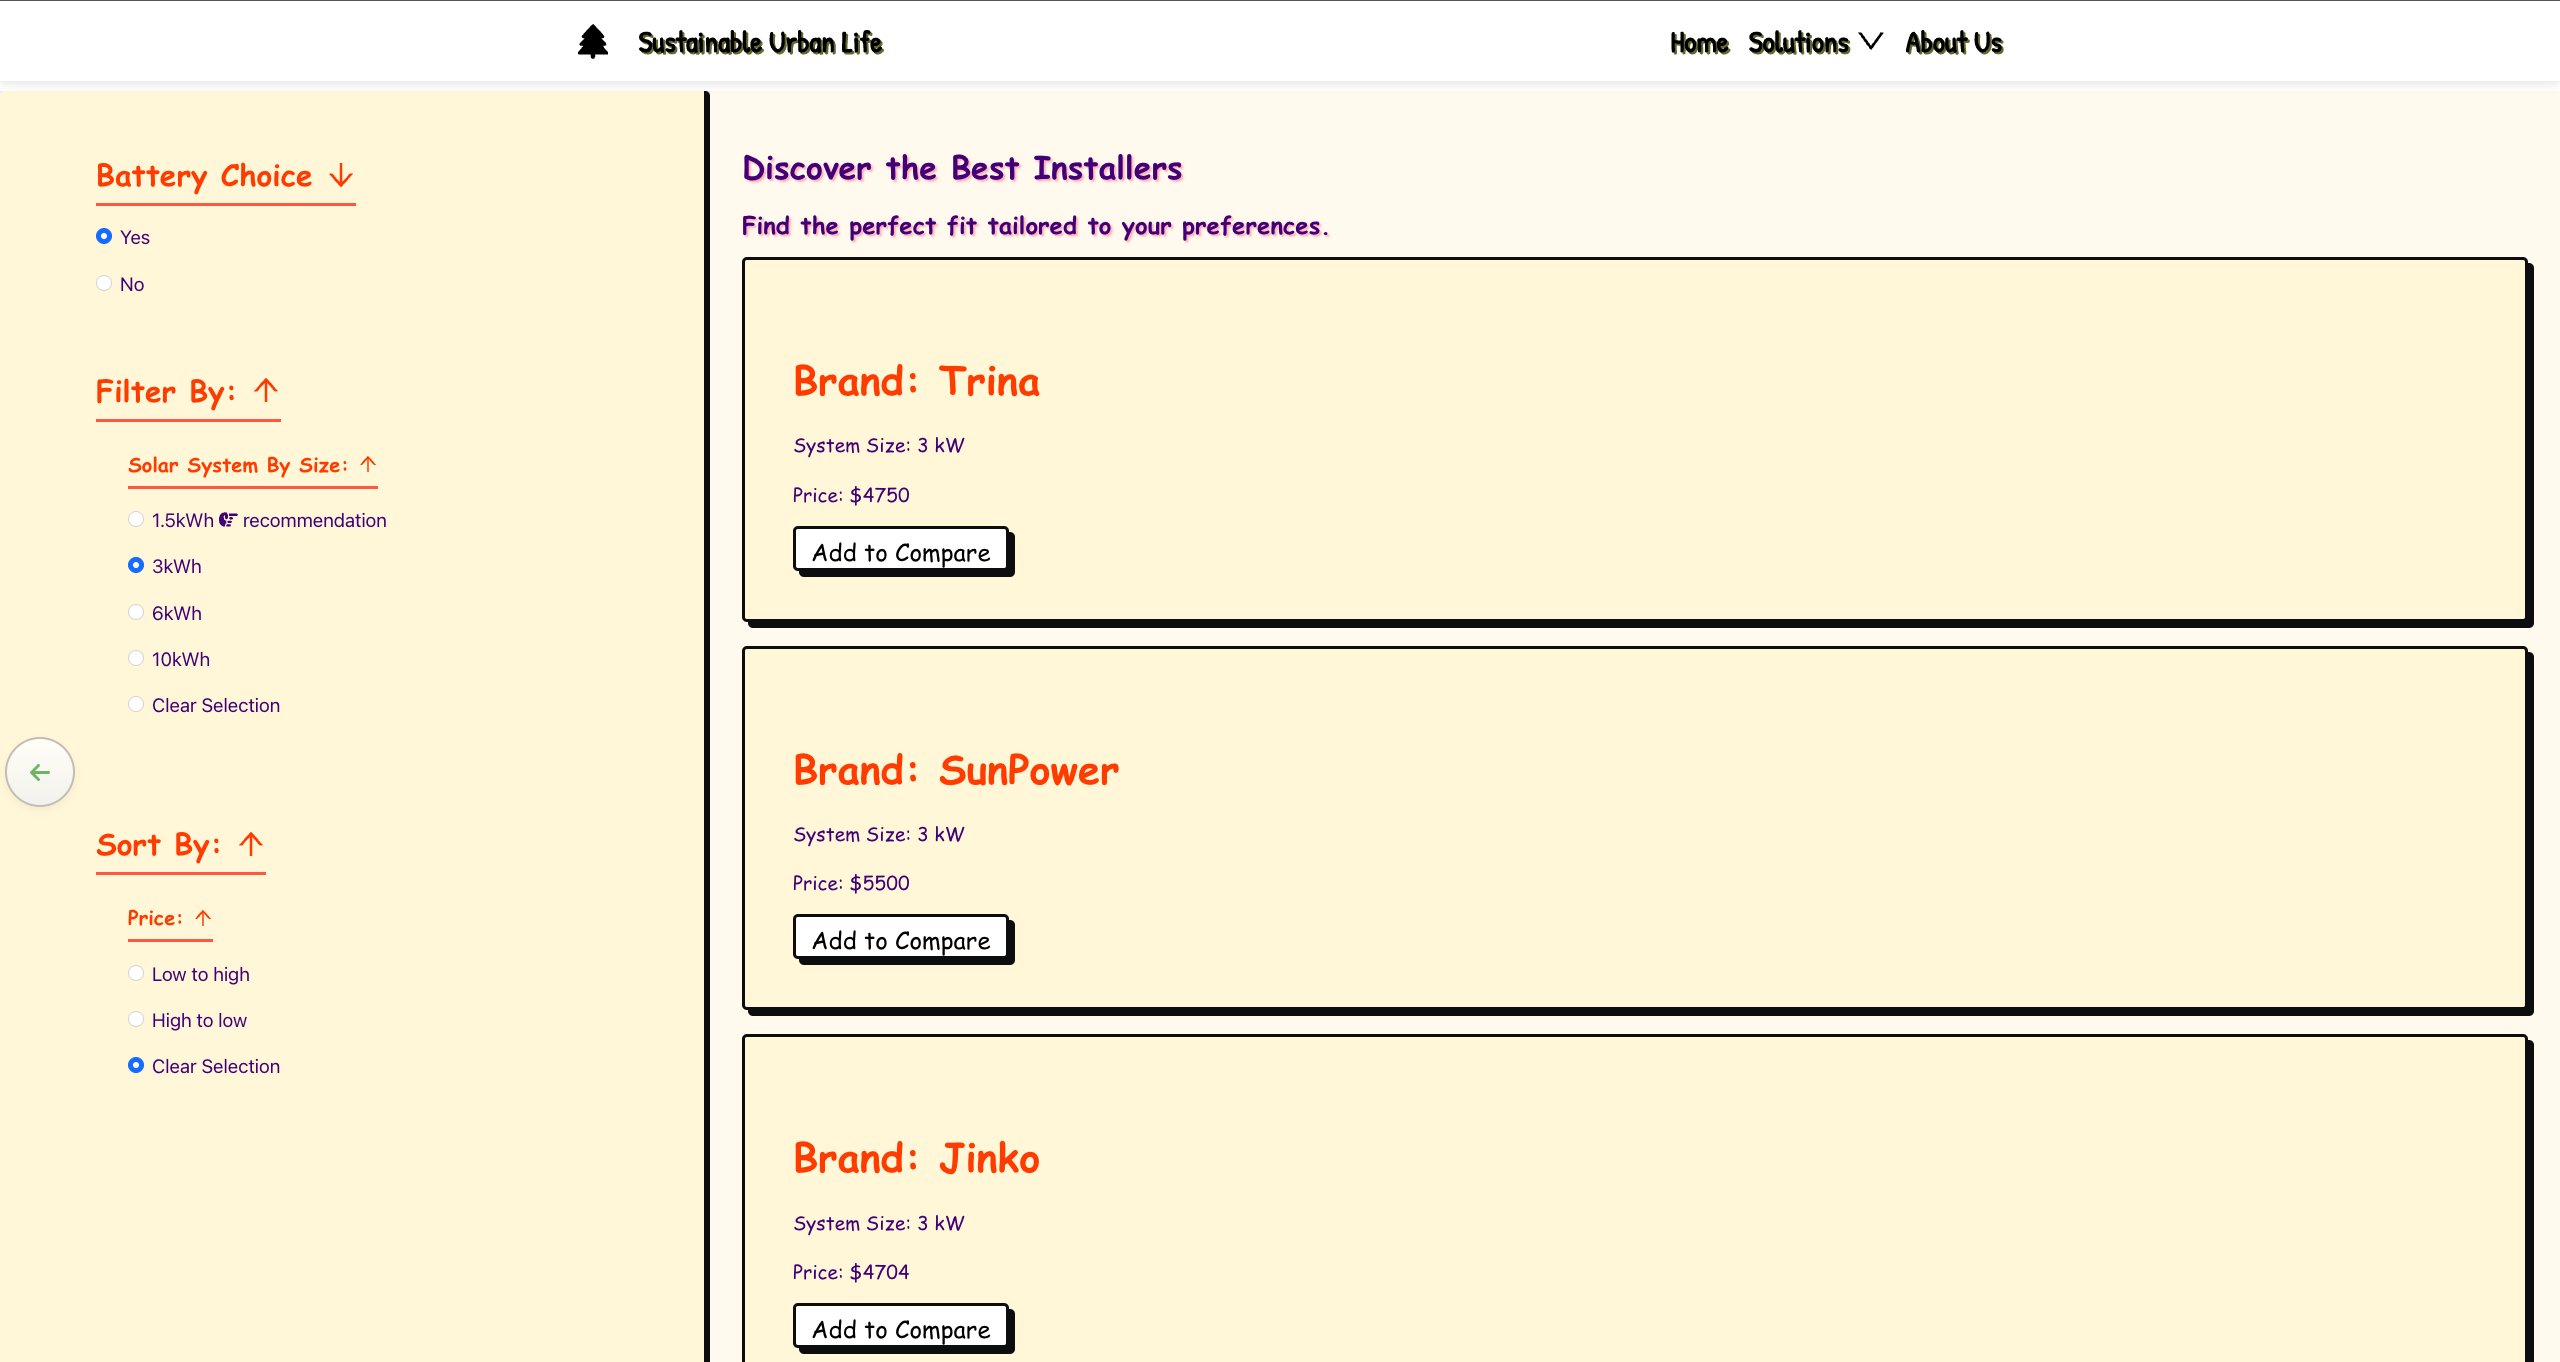 Sustainable Urban Life
Home Solutions About Us
Battery Choice ↓
Yes
No
Filter By: ↑
Solar System By Size: ↑
1.5kWh recommendation
3kWh
6kWh
10kWh
Clear Selection
Sort By: ↑
Price: ↑
Low to high
High to low
Clear Selection
Discover the Best Installers
Find the perfect fit tailored to your preferences.
Brand: Trina
System Size: 3 kW
Price: $4750
Add to Compare
Brand: SunPower
System Size: 3 kW
Price: $5500
Add to Compare
Brand: Jinko
System Size: 3 kW
Price: $4704
Add to Compare